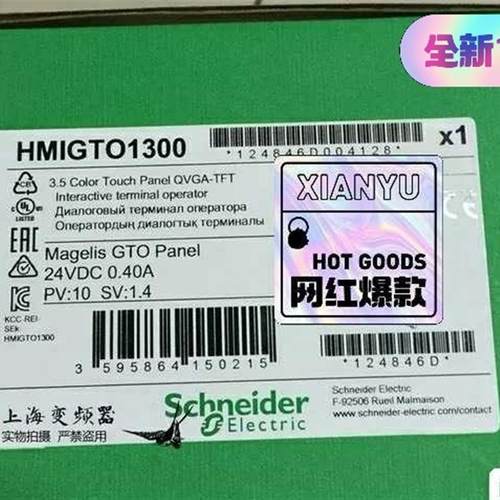 全新
HMIGTO1300
*124846D004128*
x1
3.5 Color Touch Panel QVGA-TFT
Interactive terminal operator
Диалоговый терминал оператора
Оператордың диалогтық терминалы
Magelis GTO Panel
24VDC 0.40A
PV:10 SV:1.4
XIANYU
HOT GOODS
网红爆款
KCC-REI-
SEk
HMIGTO1300
3 595864 150215
*124846D*
Schneider
Electric
Schneider Electric
F-92506 Rueil Malmaison
http://www.schneider-electric.com/contact
上海变频器
实物拍摄 严禁盗用